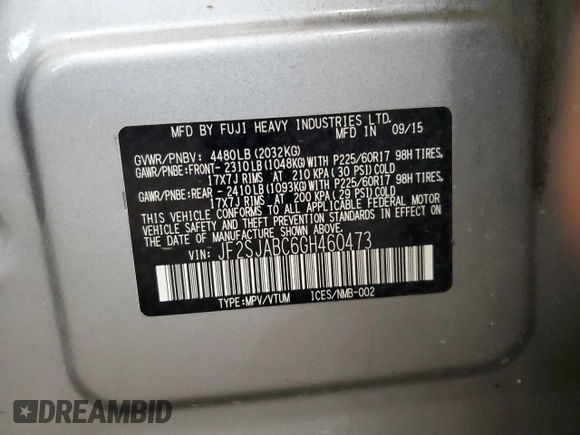 MFD BY FUJI HEAVY INDUSTRIES LTD.
MFD IN 09/15
GVWR/PNBV: 4480LB(2032KG)
GAWR/PNBE:FRONT- 2310LB(1048KG)WITH P225/60R17 98H TIRES,
17X7J RIMS AT 210 KPA (30 PSI)COLD
GAWR/PNBE:REAR - 2410LB(1093KG)WITH P225/60R17 98H TIRES,
17X7J RIMS AT 200 KPA (29 PSI)COLD
THIS VEHICLE CONFORMS TO ALL APPLICABLE FEDERAL MOTOR
VEHICLE SAFETY AND THEFT PREVENTION STANDARDS IN EFFECT
ON THE DATE OF MANUFACTURE SHOWN ABOVE.
VIN: JF2SJABC6GH460473
TYPE:MPV/VTUM ICES/NMB-002
DREAMBID